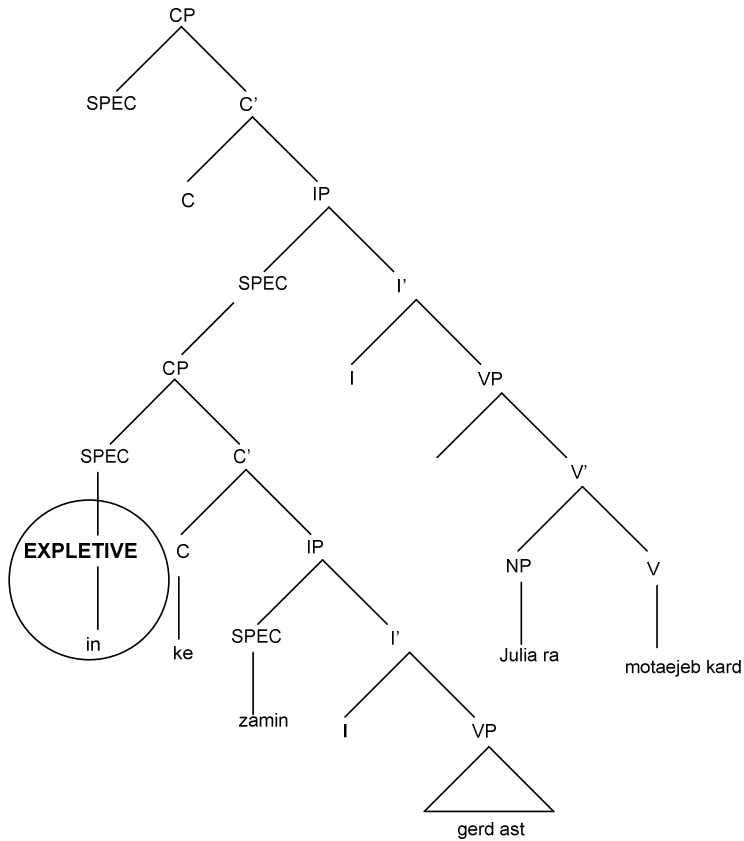 CP
SPEC C'
C IP
SPEC I'
CP I VP
SPEC C' V'
EXPLETIVE C IP NP V
in ke SPEC I' Julia ra motaejeb kard
zamin I VP
gerd ast